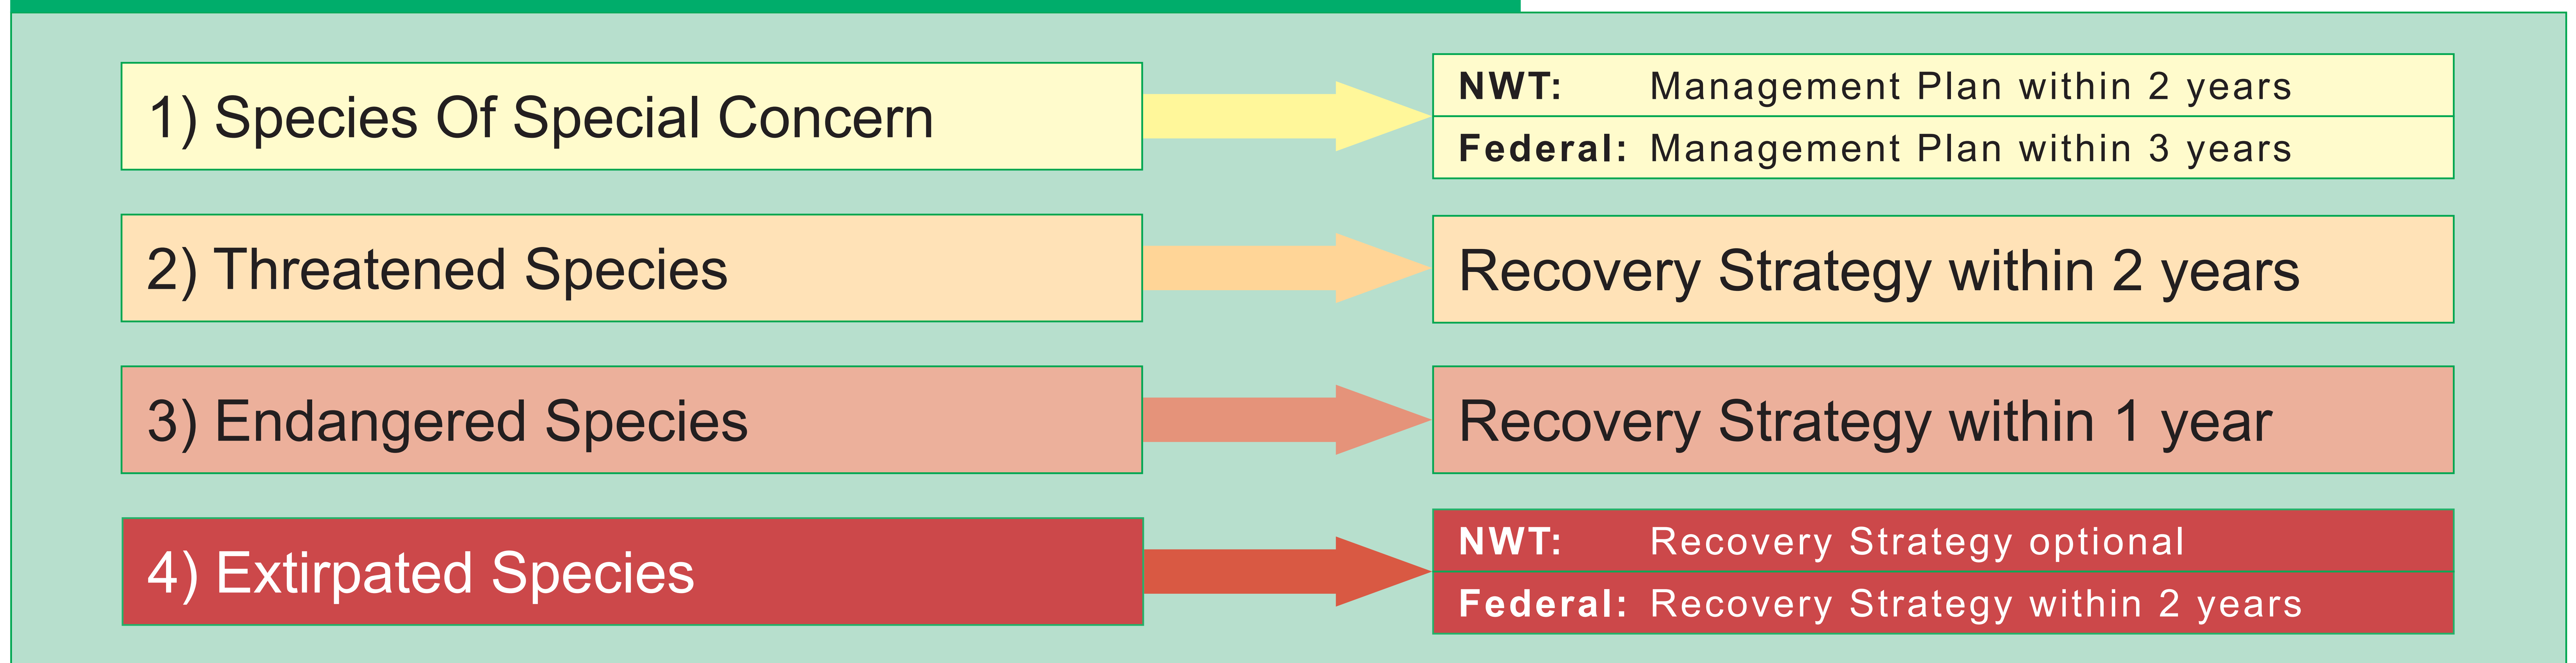 1) Species Of Special Concern
NWT: Management Plan within 2 years
Federal: Management Plan within 3 years
2) Threatened Species
Recovery Strategy within 2 years
3) Endangered Species
Recovery Strategy within 1 year
4) Extirpated Species
NWT: Recovery Strategy optional
Federal: Recovery Strategy within 2 years